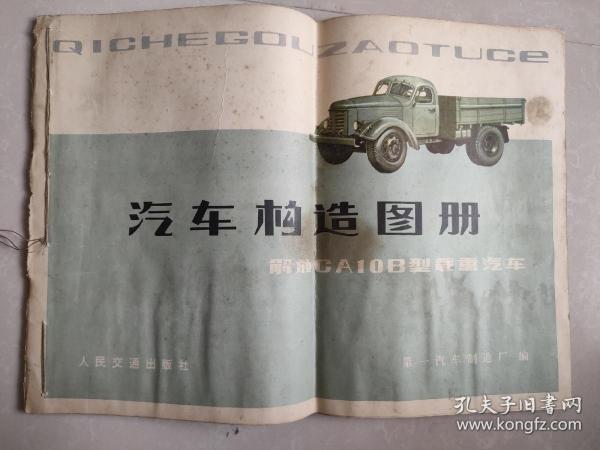 QICHEGOUZAOTUCE
汽车构造图册
解放CA10B型载重汽车
人民交通出版社
第一汽车制造厂 编
孔夫子旧书网
www.kongfz.com